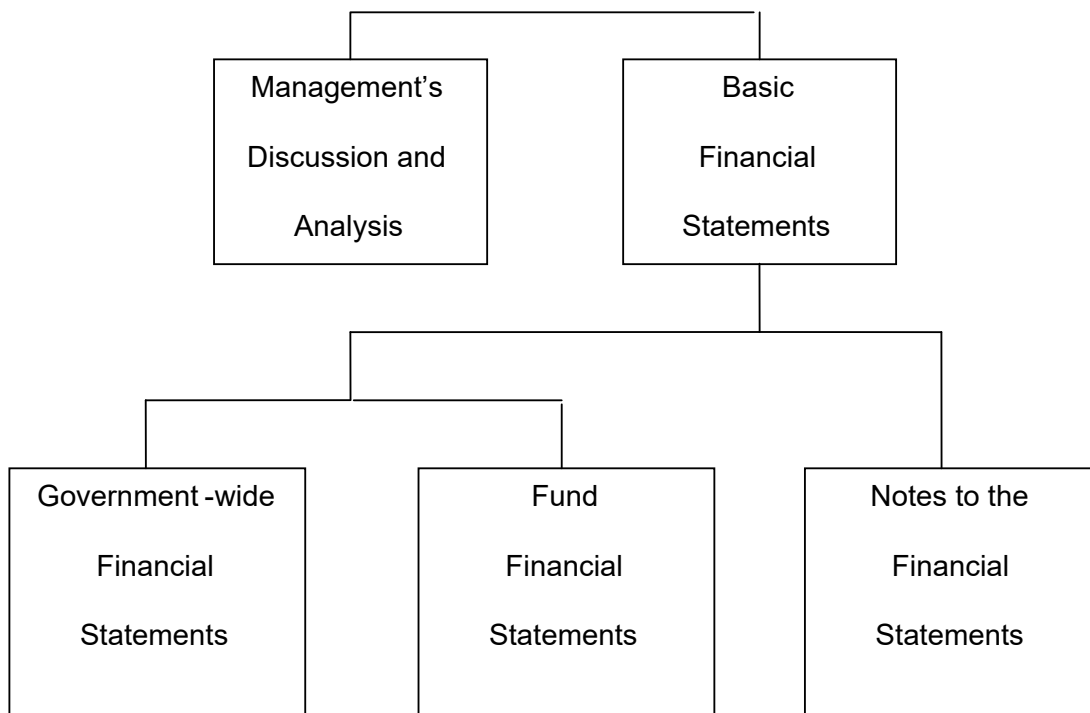 Management’s
Discussion and
Analysis
Basic
Financial
Statements
Government -wide
Financial
Statements
Fund
Financial
Statements
Notes to the
Financial
Statements